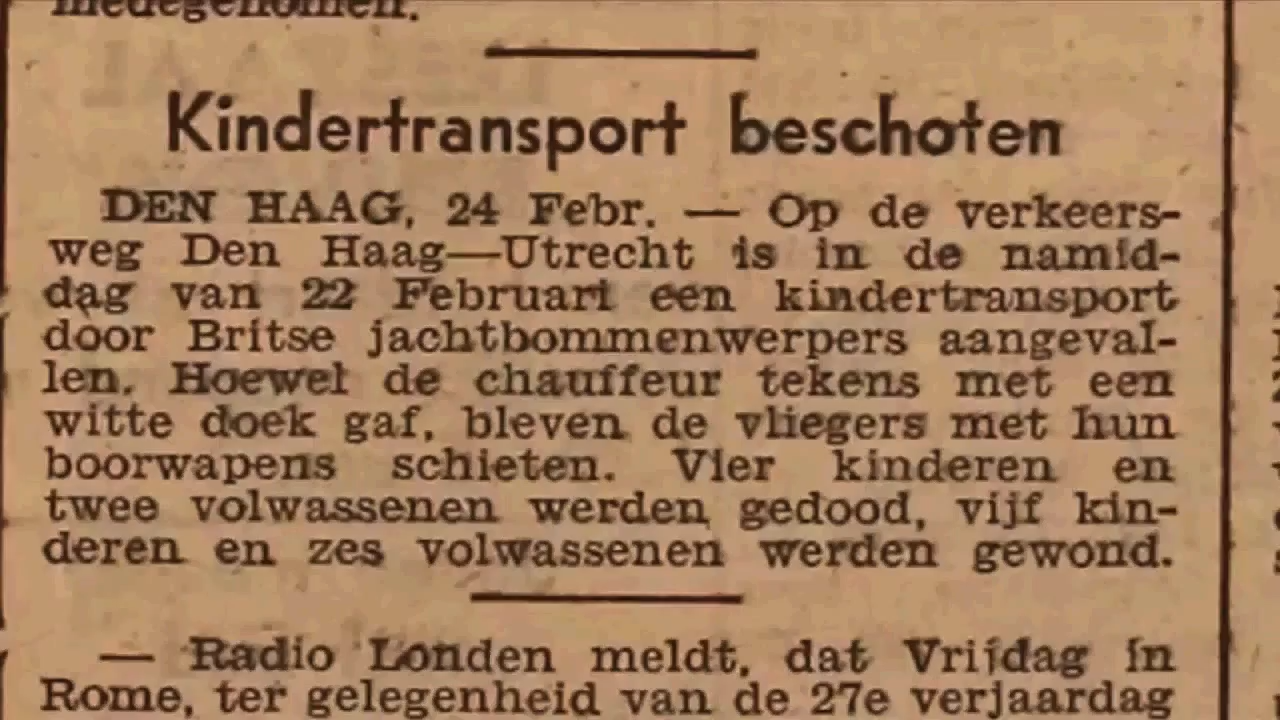 medegenomen.
Kindertransport beschoten
DEN HAAG, 24 Febr. — Op de verkeers-
weg Den Haag—Utrecht is in de namid-
dag van 22 Februari een kindertransport
door Britse jachtbommenwerpers aangeval-
len. Hoewel de chauffeur tekens met een
witte doek gaf, bleven de vliegers met hun
boorwapens schieten. Vier kinderen en
twee volwassenen werden gedood, vijf kin-
deren en zes volwassenen werden gewond.
— Radio Londen meldt, dat Vrijdag in
Rome, ter gelegenheid van de 27e verjaardag